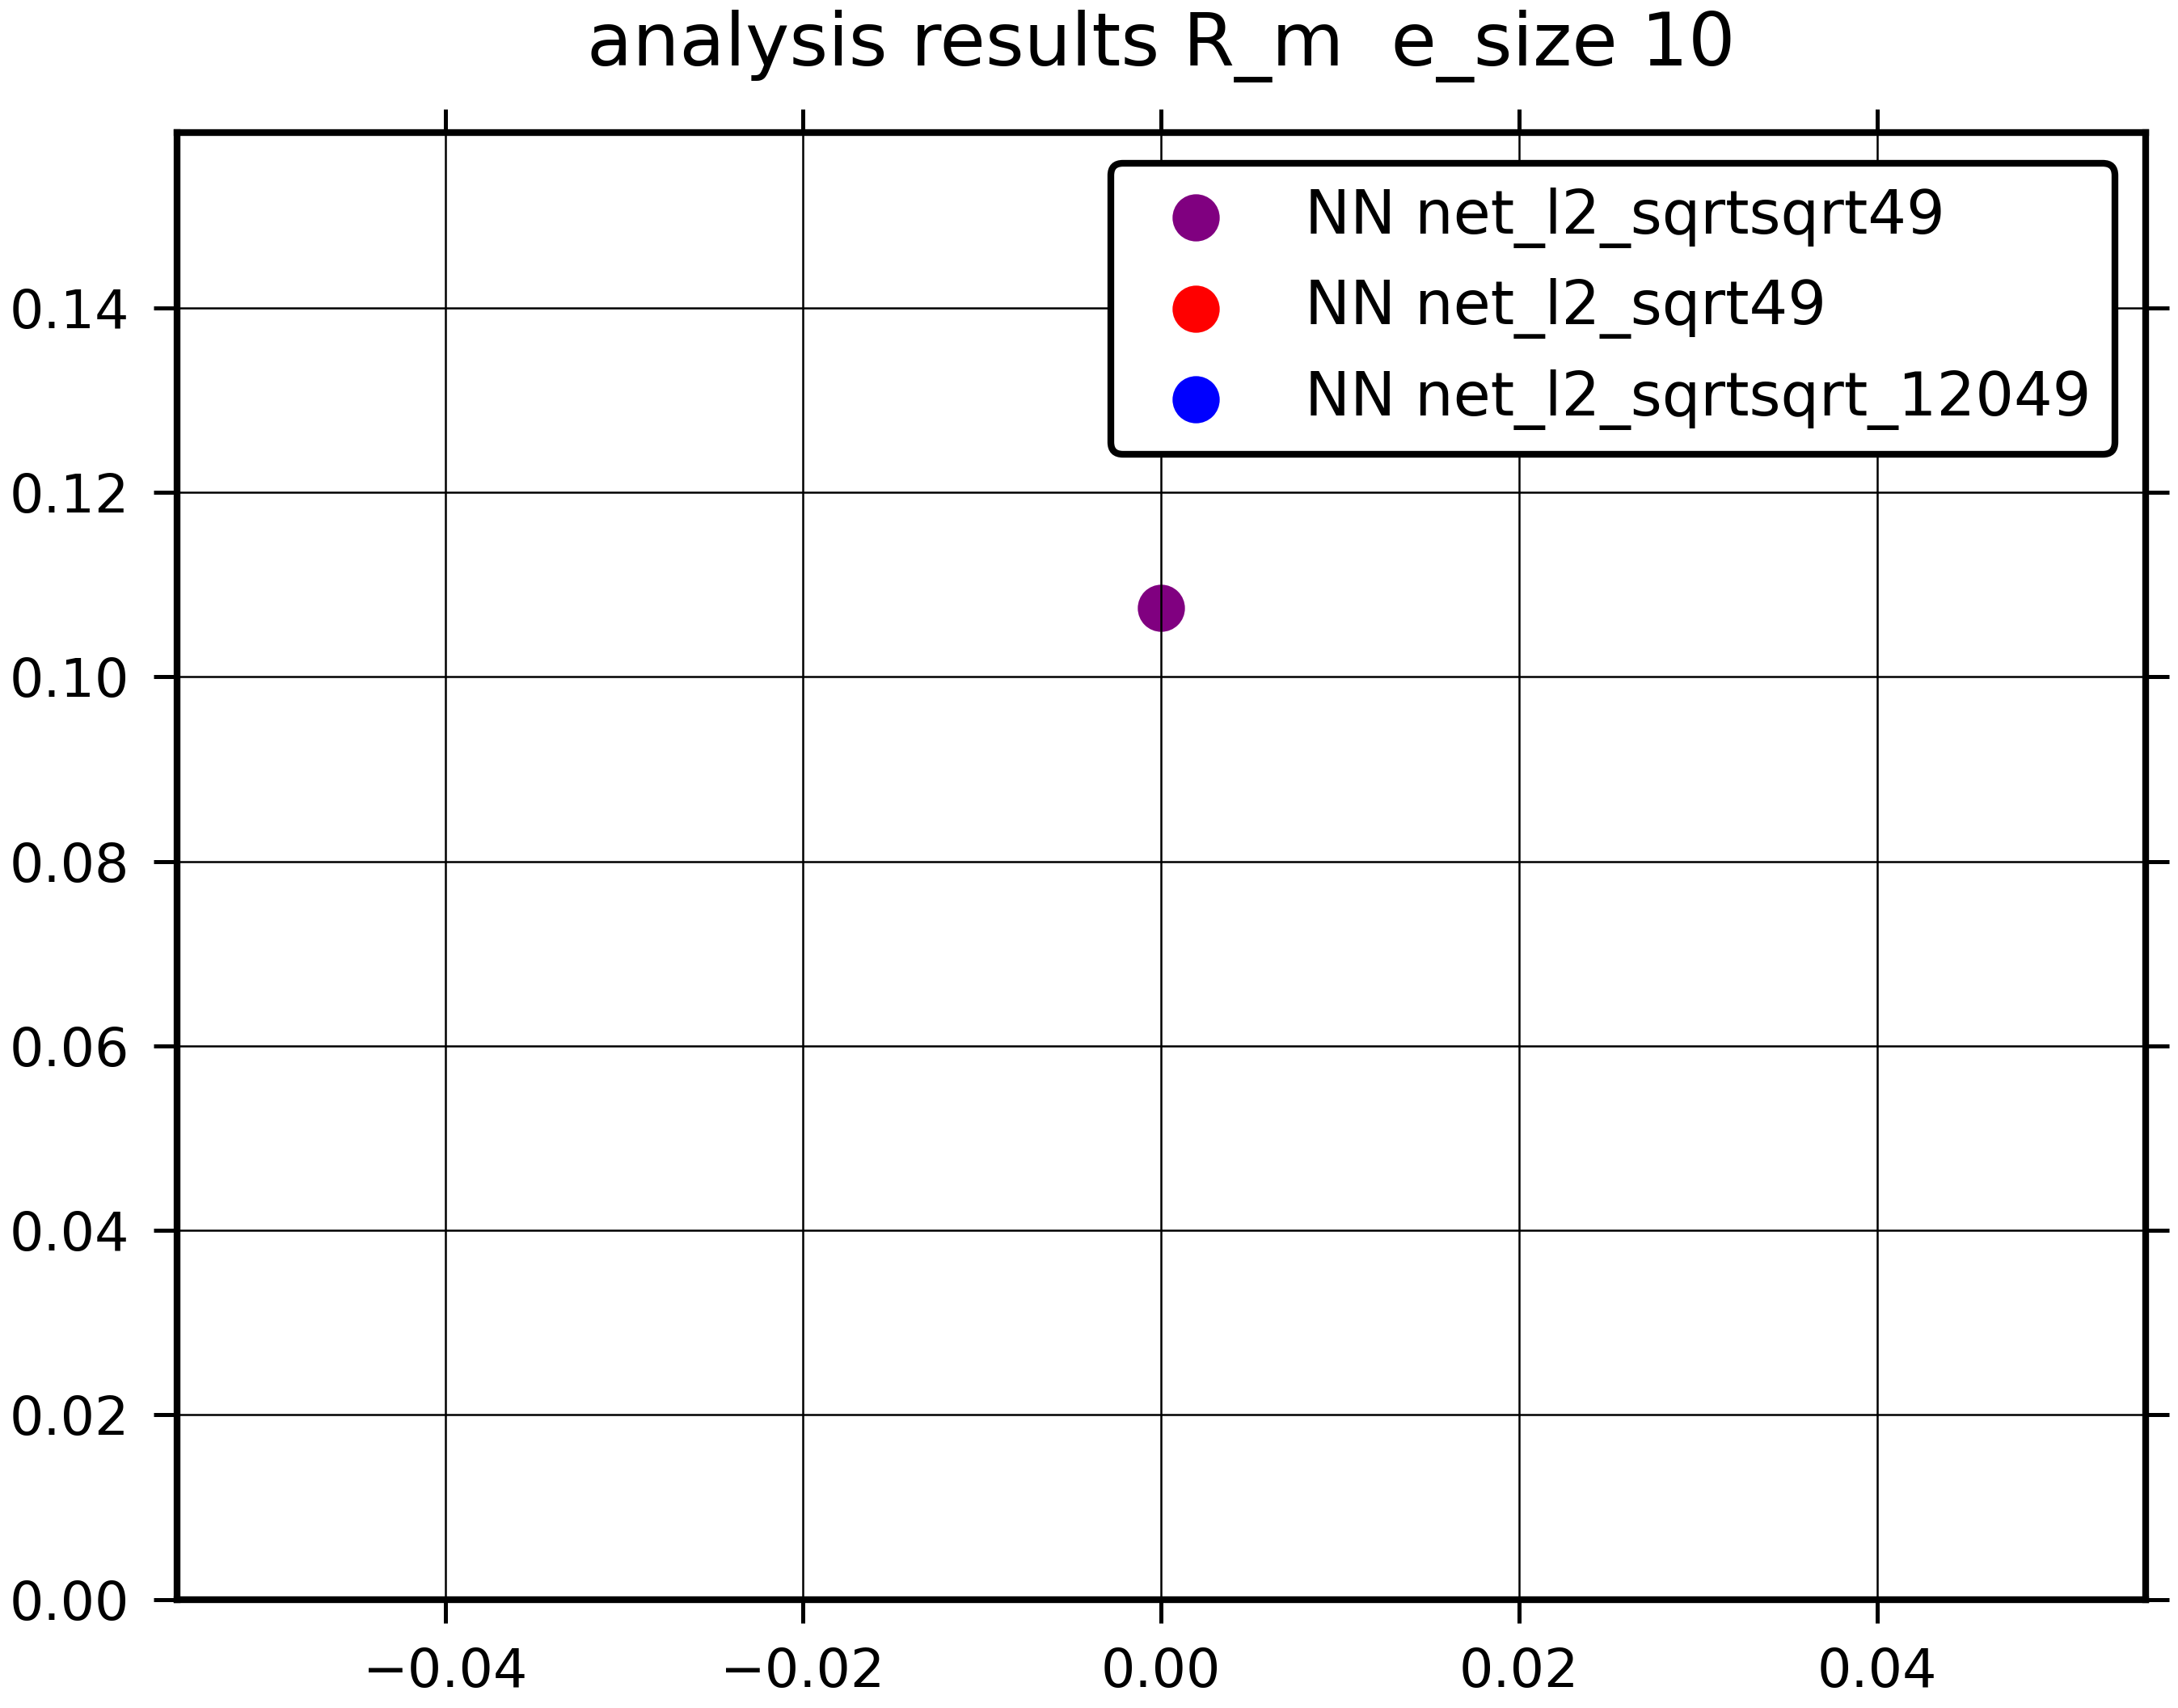 analysis results R_m  e_size 10
NN net_l2_sqrtsqrt49
NN net_l2_sqrt49
NN net_l2_sqrtsqrt_12049
0.14
0.12
0.10
0.08
0.06
0.04
0.02
0.00
−0.04 −0.02 0.00 0.02 0.04